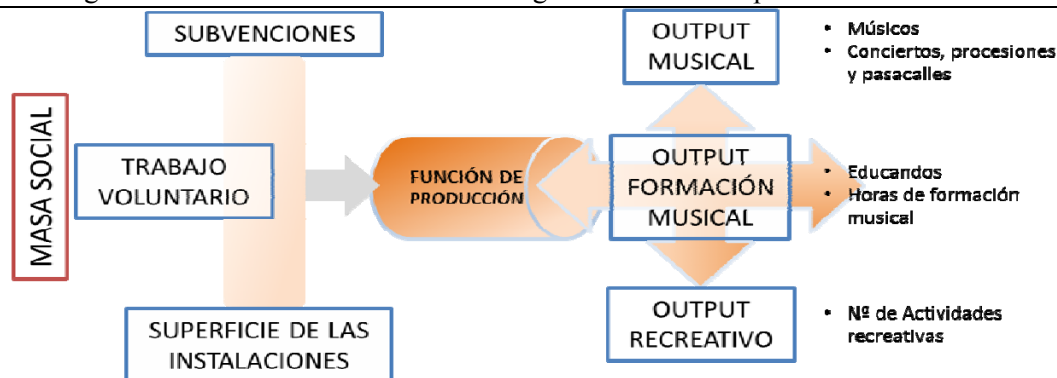 SUBVENCIONES
MASA SOCIAL
TRABAJO
VOLUNTARIO
SUPERFICIE DE LAS
INSTALACIONES
FUNCIÓN DE
PRODUCCIÓN
OUTPUT
MUSICAL
• Músicos
• Conciertos, procesiones
y pasacalles
OUTPUT
FORMACIÓN
MUSICAL
• Educandos
• Horas de formación
musical
OUTPUT
RECREATIVO
• Nº de Actividades
recreativas